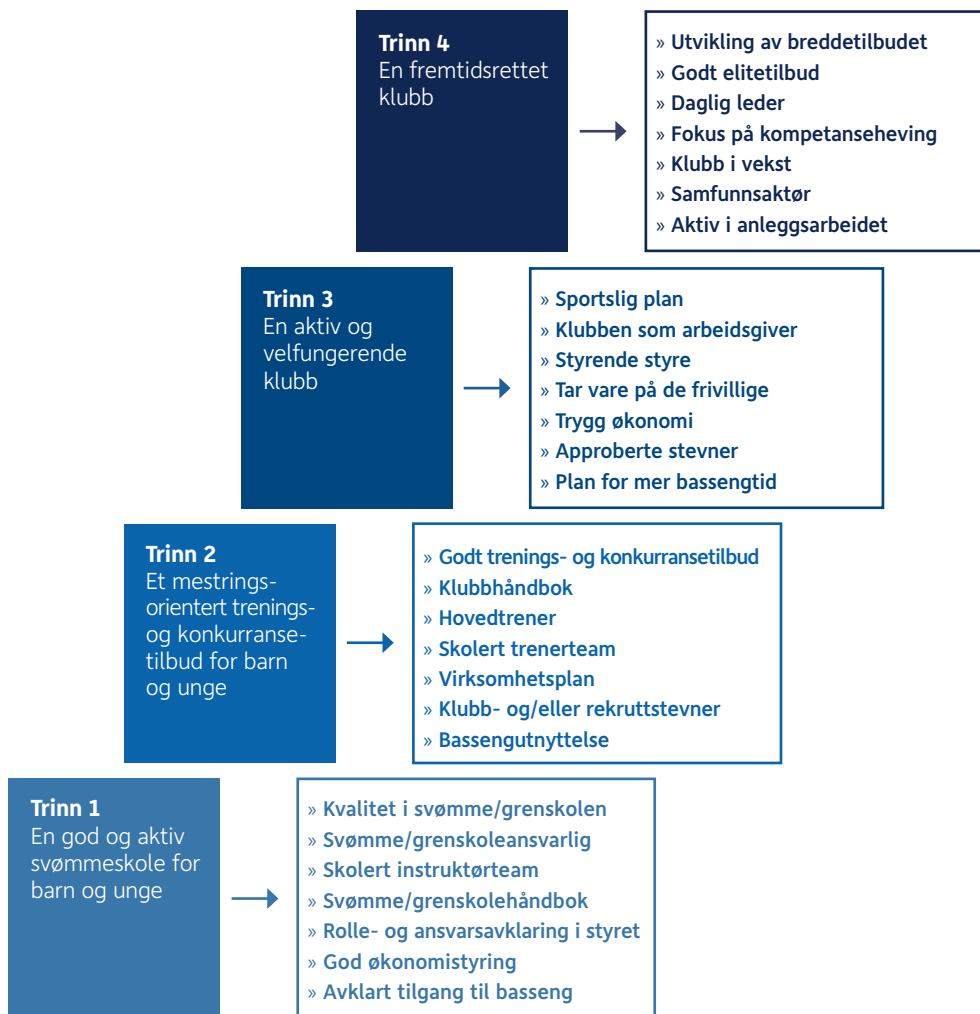 Trinn 4
En fremtidsrettet
klubb
» Utvikling av breddetilbudet
» Godt elitetilbud
» Daglig leder
» Fokus på kompetanseheving
» Klubb i vekst
» Samfunnsaktør
» Aktiv i anleggsarbeidet
Trinn 3
En aktiv og
velfungerende
klubb
» Sportslig plan
» Klubben som arbeidsgiver
» Styrende styre
» Tar vare på de frivillige
» Trygg økonomi
» Approberte stevner
» Plan for mer bassengtid
Trinn 2
Et mestrings-
orientert trenings-
og konkurranse-
tilbud for barn
og unge
» Godt trenings- og konkurransetilbud
» Klubbhåndbok
» Hovedtrener
» Skolert trenerteam
» Virksomhetsplan
» Klubb- og/eller rekruttstevner
» Bassengutnyttelse
Trinn 1
En god og aktiv
svømmeskole for
barn og unge
» Kvalitet i svømme/grenskolen
» Svømme/grenskoleansvarlig
» Skolert instruktørteam
» Svømme/grenskolehåndbok
» Rolle- og ansvarsavklaring i styret
» God økonomistyring
» Avklart tilgang til basseng